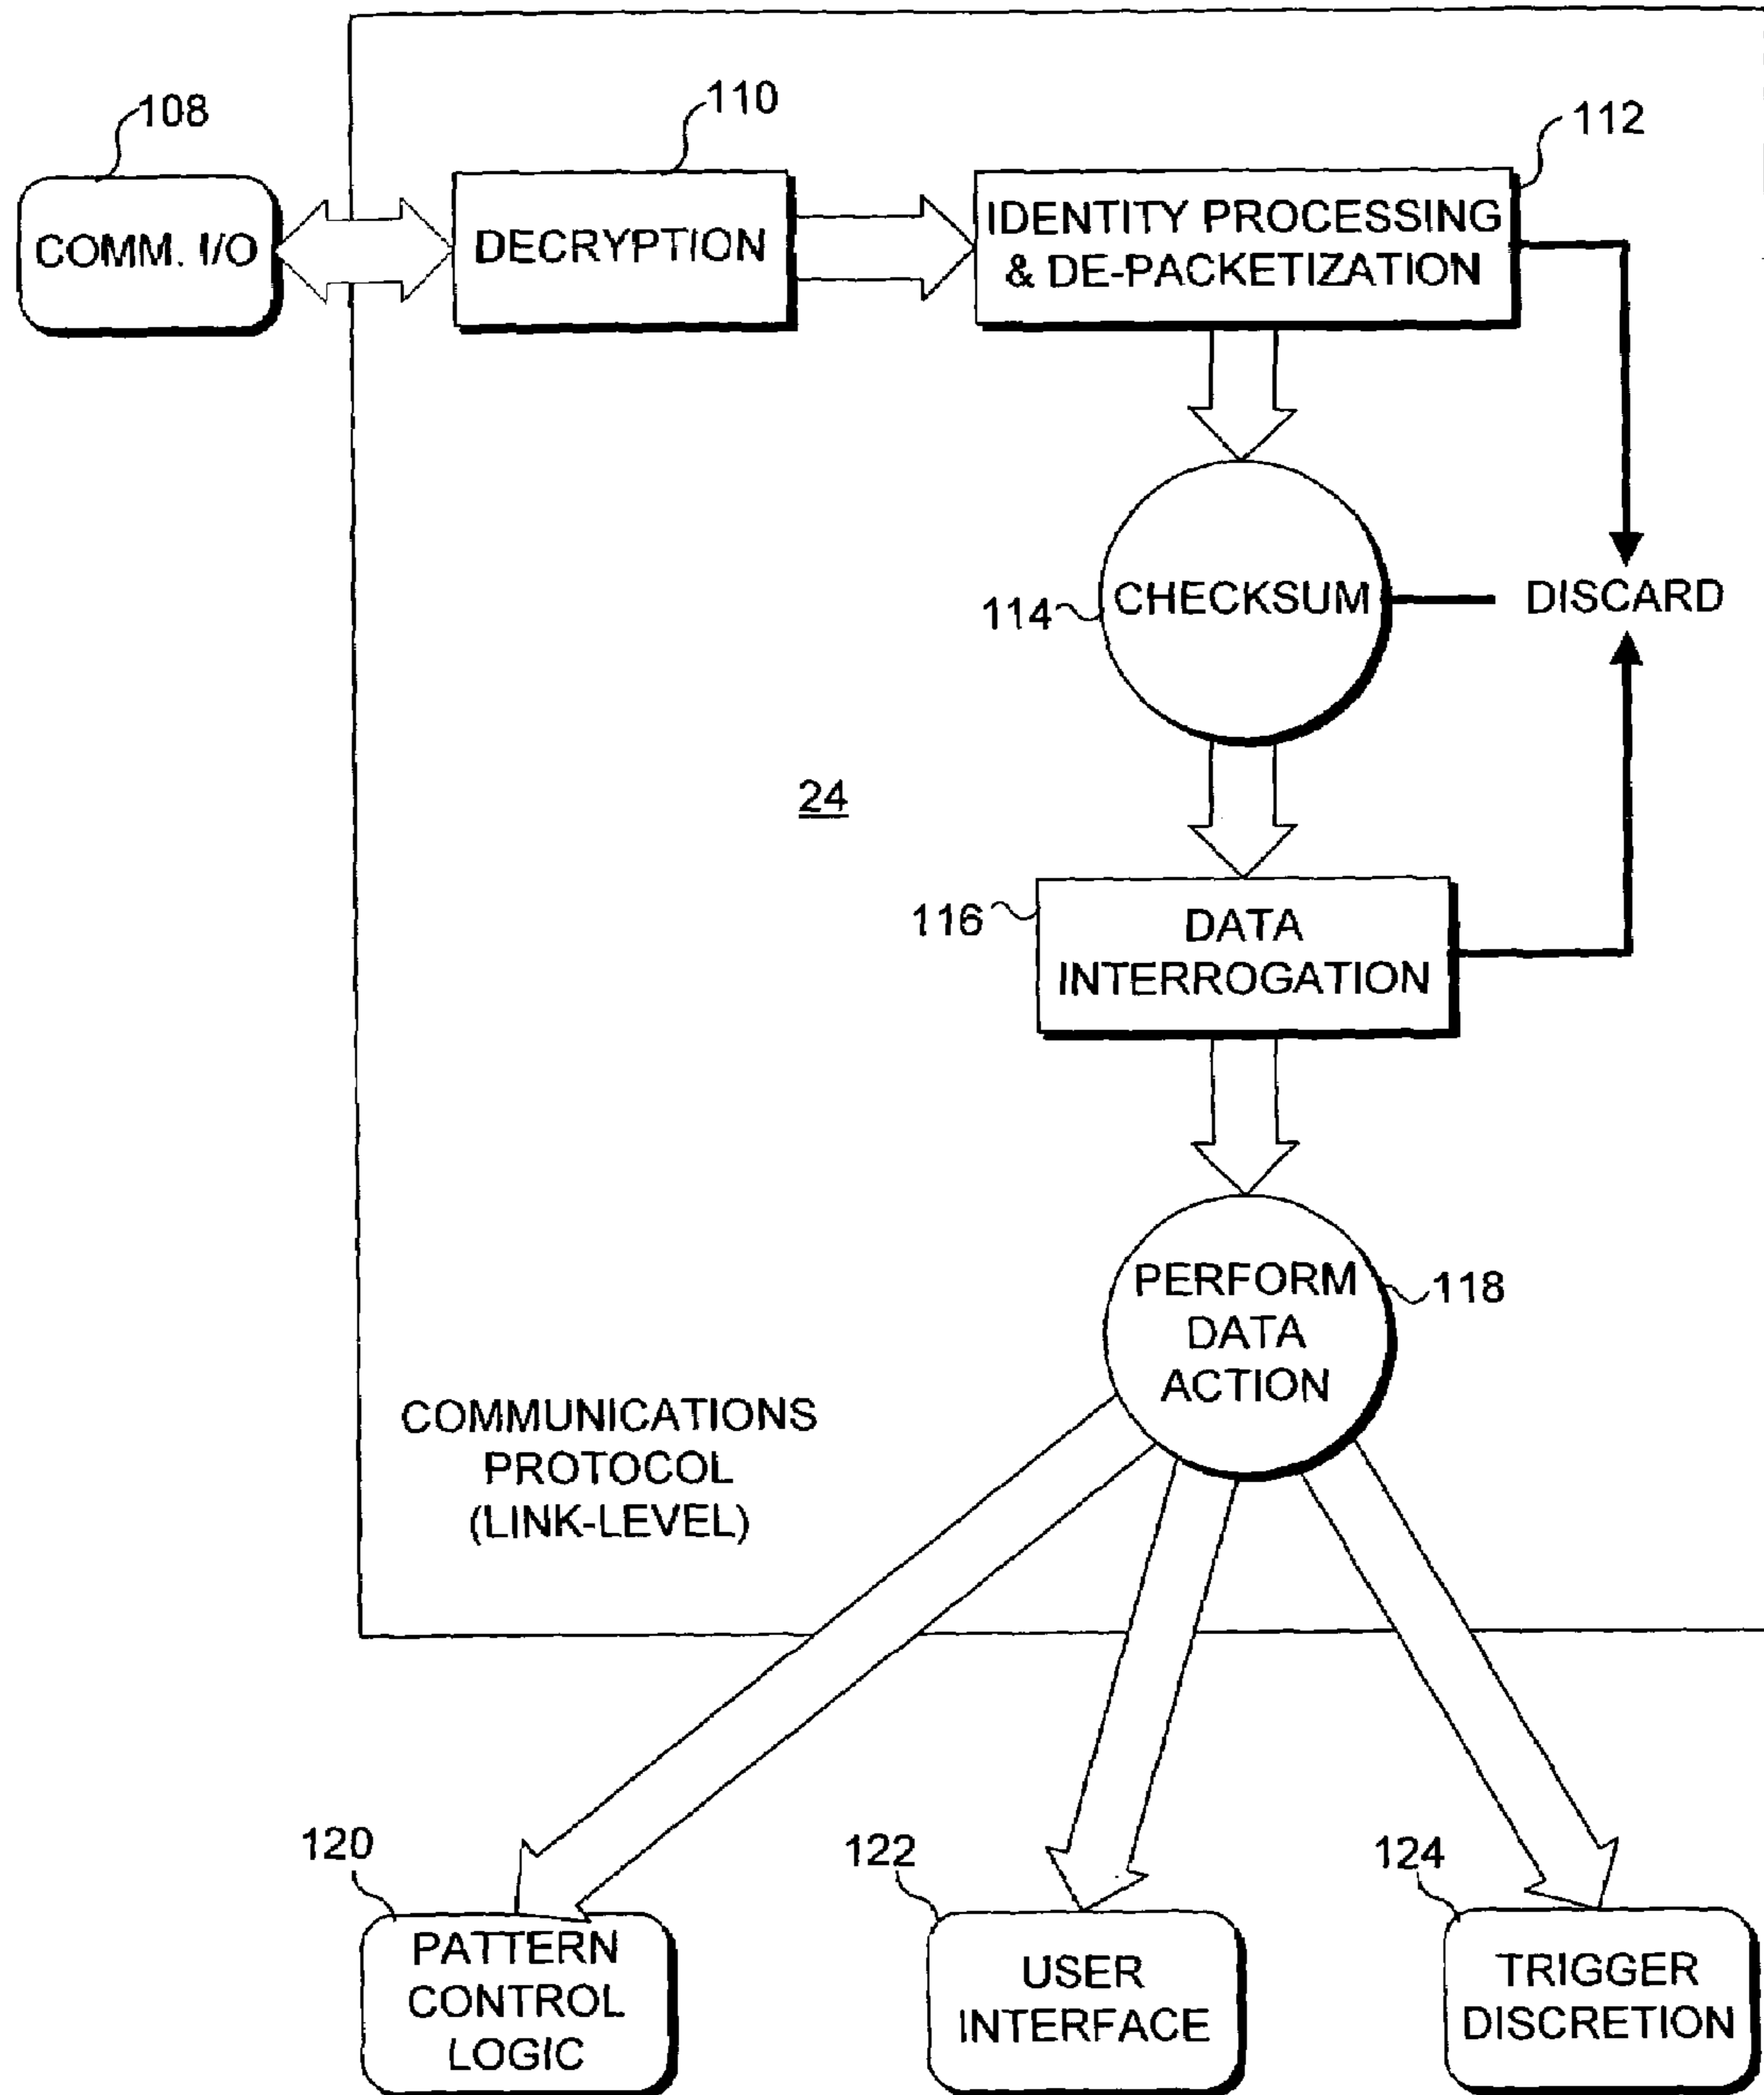 108
110
112
COMM. I/O
DECRYPTION
IDENTITY PROCESSING
& DE-PACKETIZATION
114
CHECKSUM
DISCARD
24
116
DATA
INTERROGATION
PERFORM
DATA
ACTION
118
COMMUNICATIONS
PROTOCOL
(LINK-LEVEL)
120
122
124
PATTERN
CONTROL
LOGIC
USER
INTERFACE
TRIGGER
DISCRETION